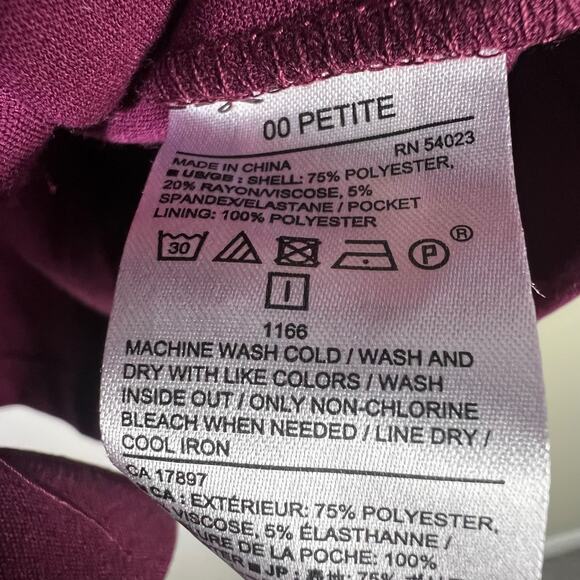 00 PETITE
RN 54023
MADE IN CHINA
■ US/GB : SHELL: 75% POLYESTER,
20% RAYON/VISCOSE, 5%
SPANDEX/ELASTANE / POCKET
LINING: 100% POLYESTER
30 P ®
1166
MACHINE WASH COLD / WASH AND
DRY WITH LIKE COLORS / WASH
INSIDE OUT / ONLY NON-CHLORINE
BLEACH WHEN NEEDED / LINE DRY /
COOL IRON
CA 17897
CA : EXTÉRIEUR: 75% POLYESTER,
VISCOSE, 5% ÉLASTHANNE /
DE LA POCHE: 100%
■ JP : 75%